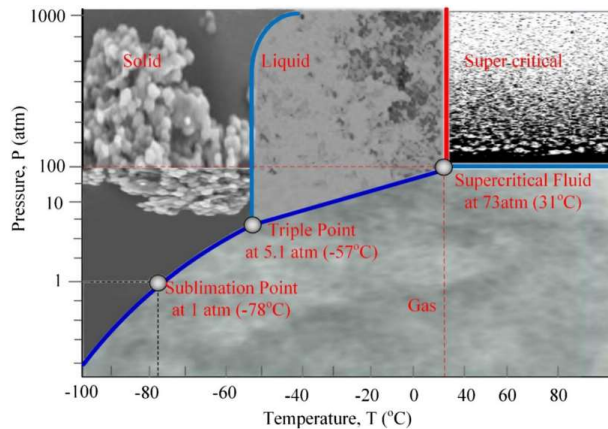 1000
Solid
Liquid
Super-critical
Pressure, P (atm)
100
10
1
Supercritical Fluid
at 73atm (31°C)
Triple Point
at 5.1 atm (-57°C)
Sublimation Point
at 1 atm (-78°C)
Gas
-100
-80
-60
-40
-20
0
40
60
80
Temperature, T (°C)